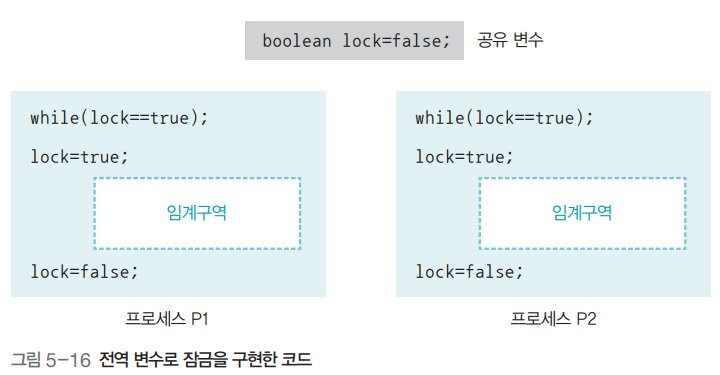 boolean lock=false; 공유 변수
while(lock==true);
lock=true;
임계구역
lock=false;
프로세스 P1
while(lock==true);
lock=true;
임계구역
lock=false;
프로세스 P2
그림 5-16 전역 변수로 잠금을 구현한 코드